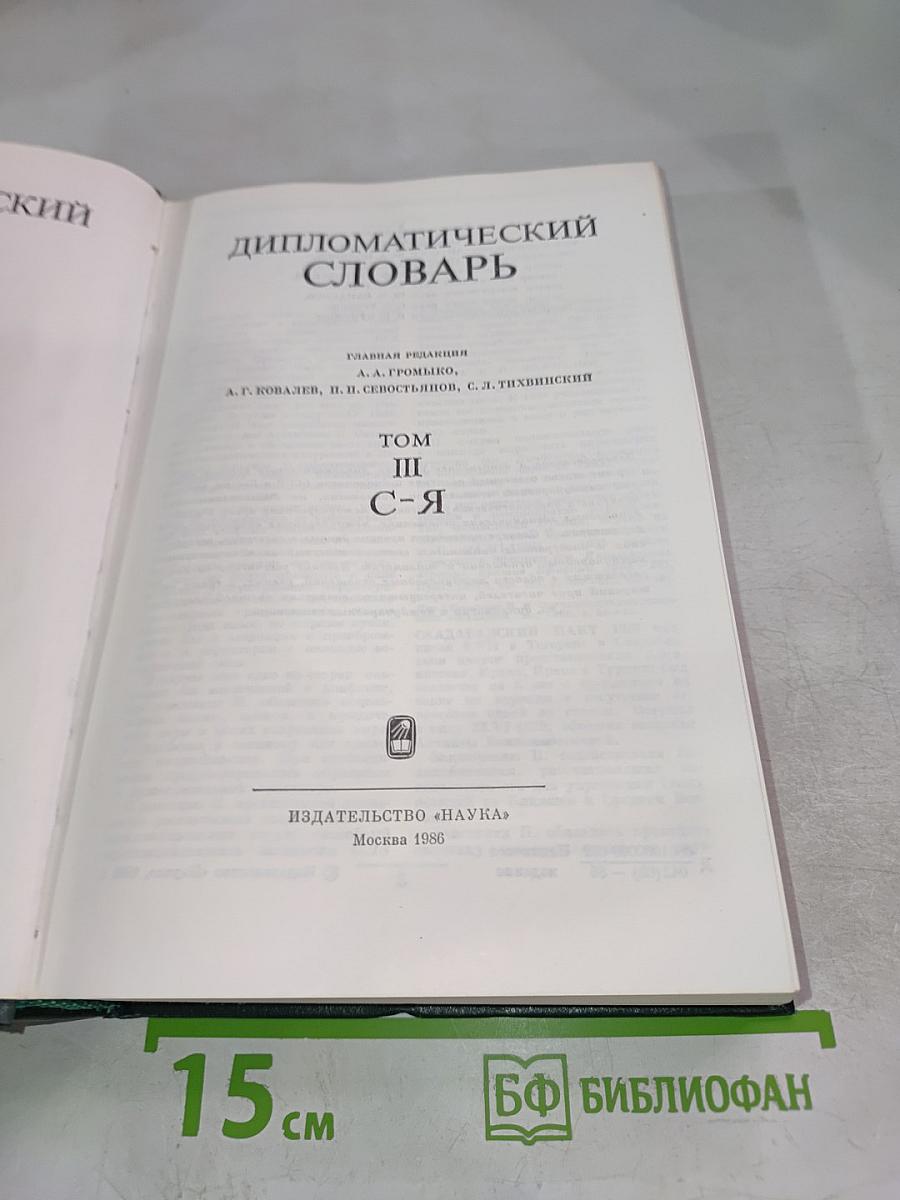 СКИЙ
ДИПЛОМАТИЧЕСКИЙ
СЛОВАРЬ
ГЛАВНАЯ РЕДАКЦИЯ
А. А. ГРОМЫКО,
А. Г. КОВАЛЕВ, П. П. СЕВОСТЬЯНОВ, С. Л. ТИХВИНСКИЙ
ТОМ
III
С-Я
ИЗДАТЕЛЬСТВО «НАУКА»
Москва 1986
15 см
БФ БИБЛИОФАН